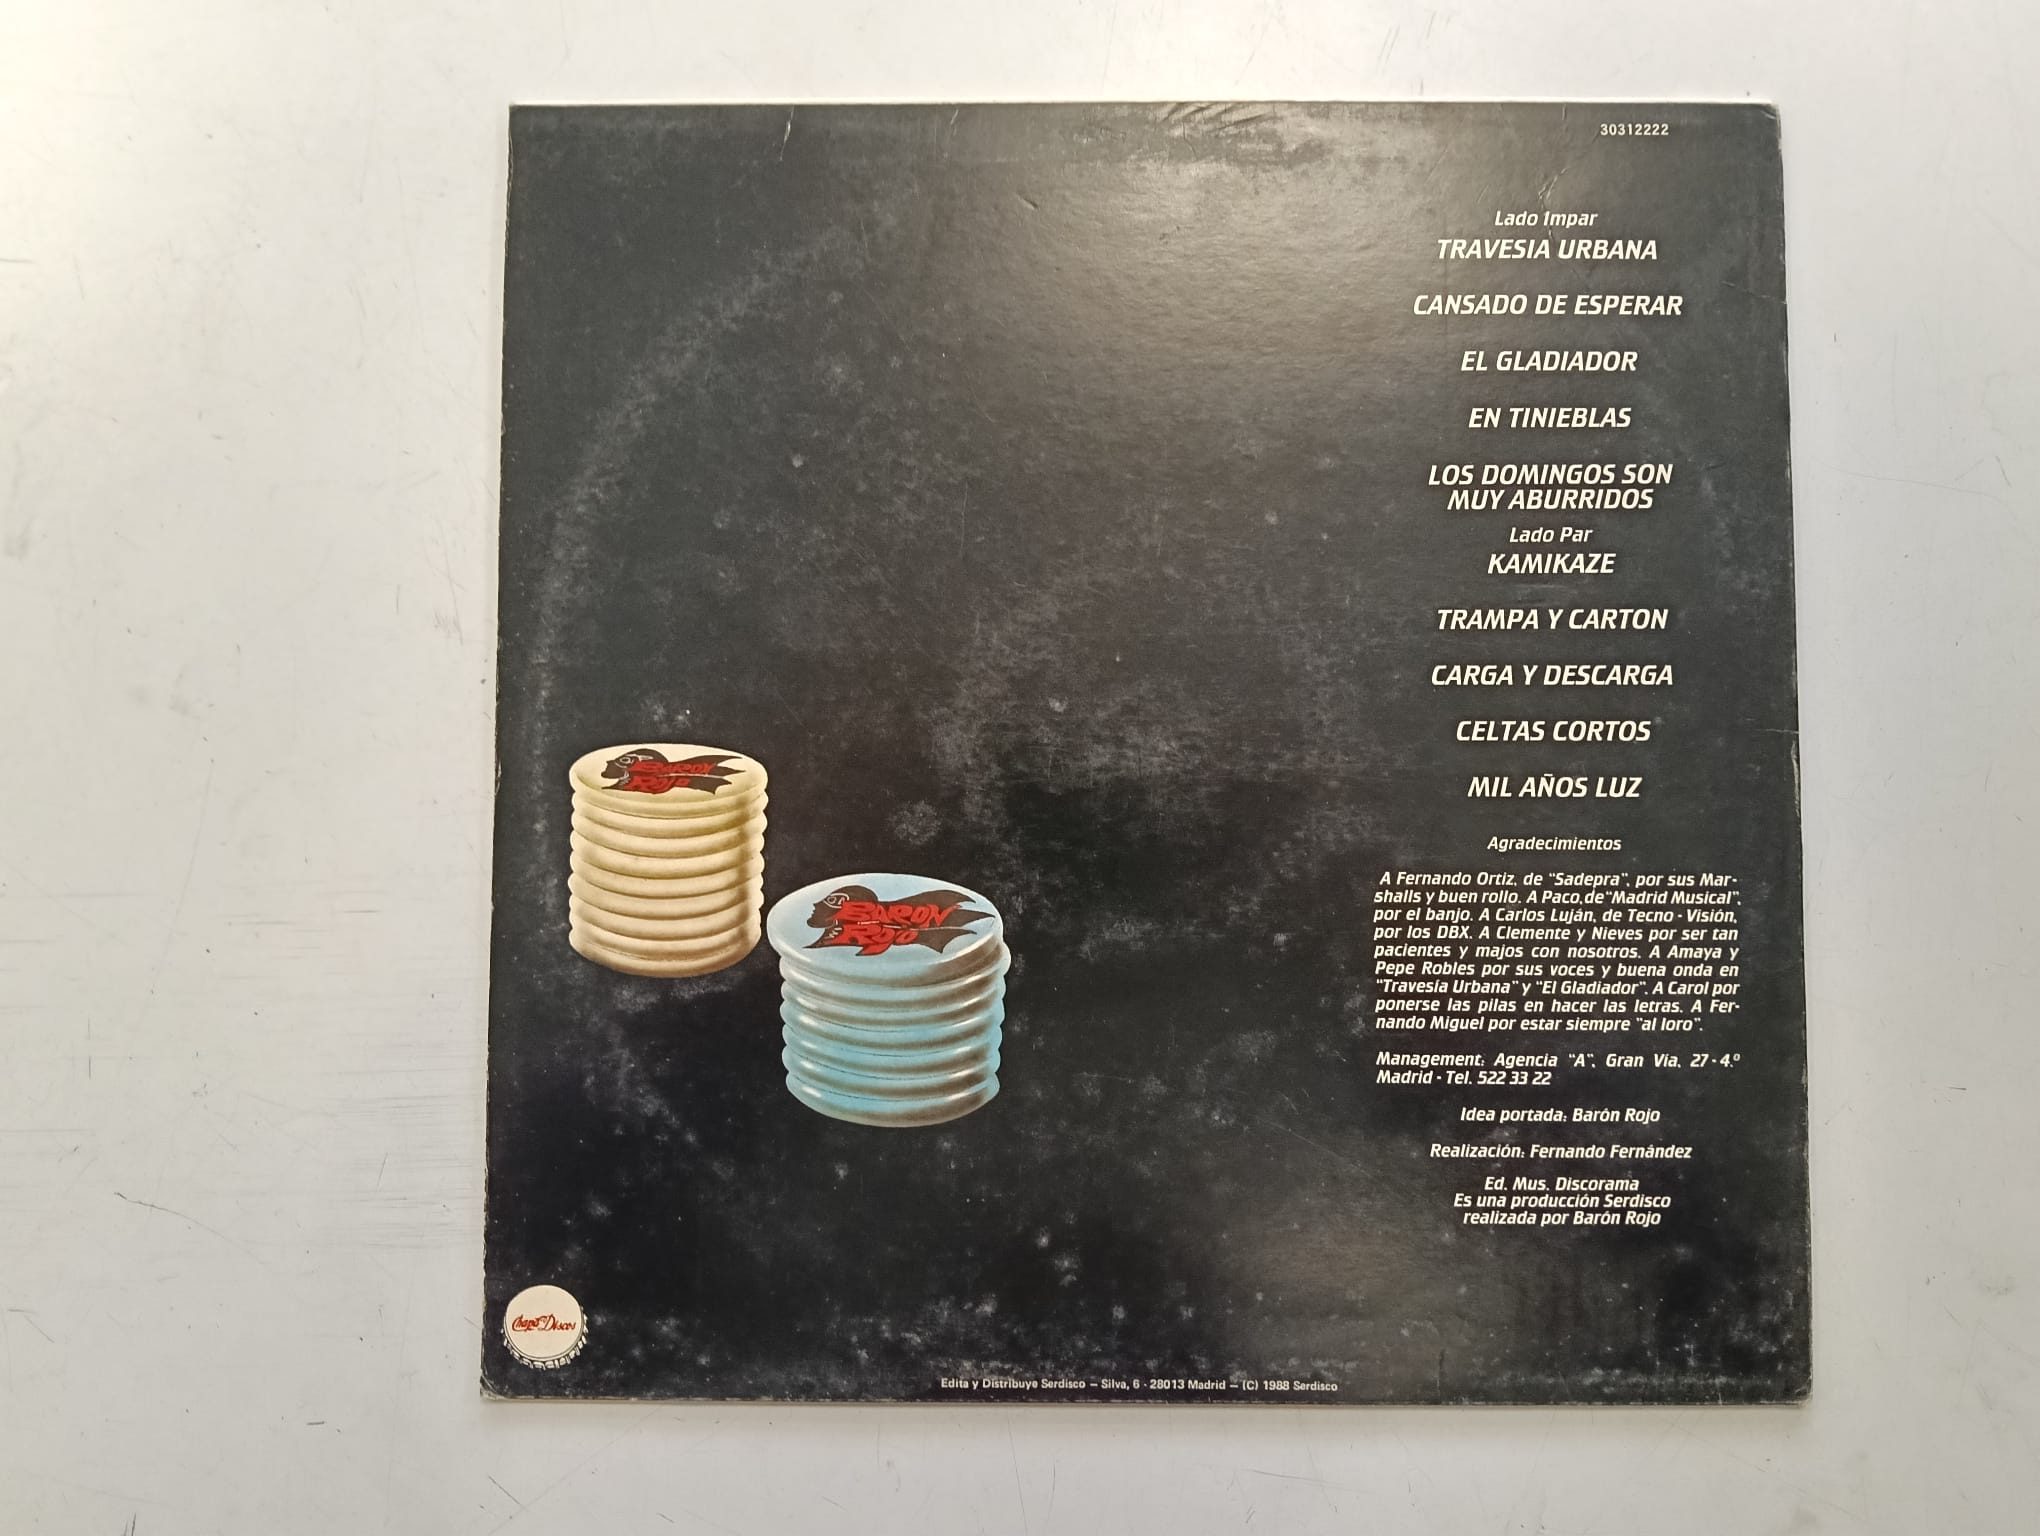 30312222
Lado 1mpar
TRAVESIA URBANA
CANSADO DE ESPERAR
EL GLADIADOR
EN TINIEBLAS
LOS DOMINGOS SON
MUY ABURRIDOS
Lado Par
KAMIKAZE
TRAMPA Y CARTON
CARGA Y DESCARGA
CELTAS CORTOS
MIL AÑOS LUZ
Agradecimientos
A Fernando Ortiz, de "Sadepra", por sus Mar-
shalls y buen rollo. A Paco, de "Madrid Musical",
por el banjo. A Carlos Luján, de Tecno - Visión,
por los DBX. A Clemente y Nieves por ser tan
pacientes y majos con nosotros. A Amaya y
Pepe Robles por sus voces y buena onda en
"Travesía Urbana" y "El Gladiador". A Carol por
ponerse las pilas en hacer las letras. A Fer-
nando Miguel por estar siempre "al loro".
Management: Agencia "A". Gran Vía, 27 - 4.º
Madrid - Tel. 522 33 22
Idea portada: Barón Rojo
Realización: Fernando Fernández
Ed. Mus. Discorama
Es una producción Serdisco
realizada por Barón Rojo
BARON
ROJO
BARON
ROJO
Chapa Discos
Edita y Distribuye Serdisco – Silva, 6 - 28013 Madrid – (C) 1988 Serdisco